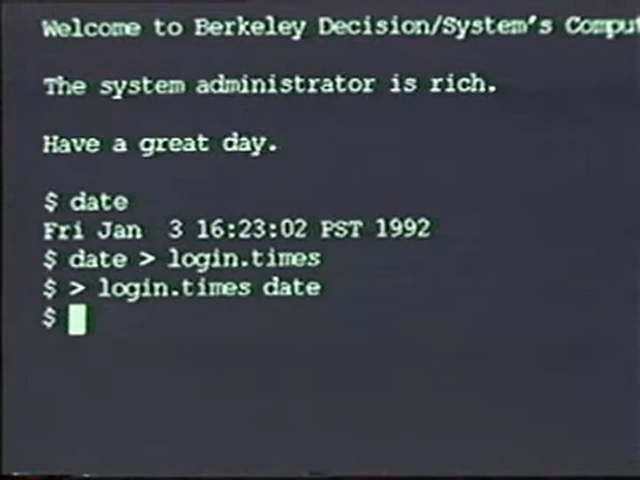 Welcome to Berkeley Decision/System's
The system administrator is rich.
Have a great day.
$ date
Fri Jan  3 16:23:02 PST 1992
$ date > login.times
$ > login.times date
$